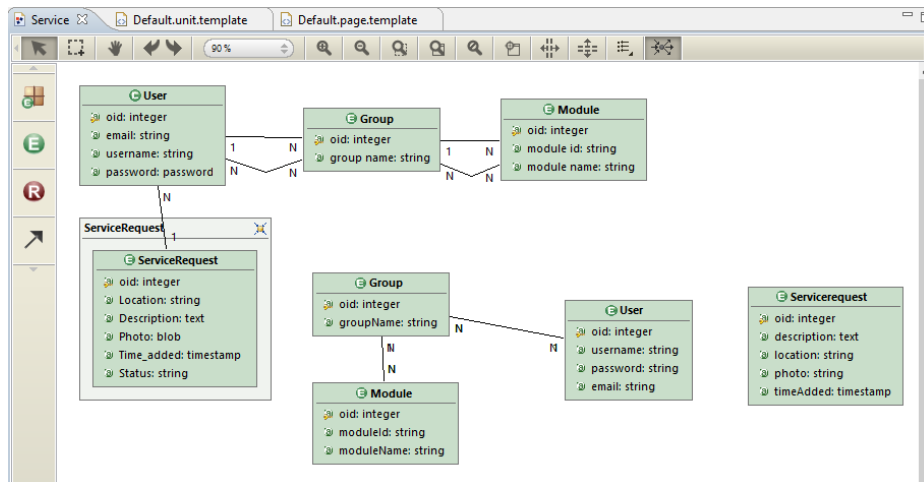 Service
Default.unit.template
Default.page.template
90%
E User
oid: integer
email: string
username: string
password: password
1 N
N N
E Group
oid: integer
group name: string
1 N
N N
E Module
oid: integer
module id: string
module name: string
E
R
N
ServiceRequest
1
E ServiceRequest
oid: integer
Location: string
Description: text
Photo: blob
Time_added: timestamp
Status: string
E Group
oid: integer
groupName: string
N
N
N
E Module
oid: integer
moduleId: string
moduleName: string
E User
oid: integer
username: string
password: string
email: string
E Servicerequest
oid: integer
description: text
location: string
photo: string
timeAdded: timestamp